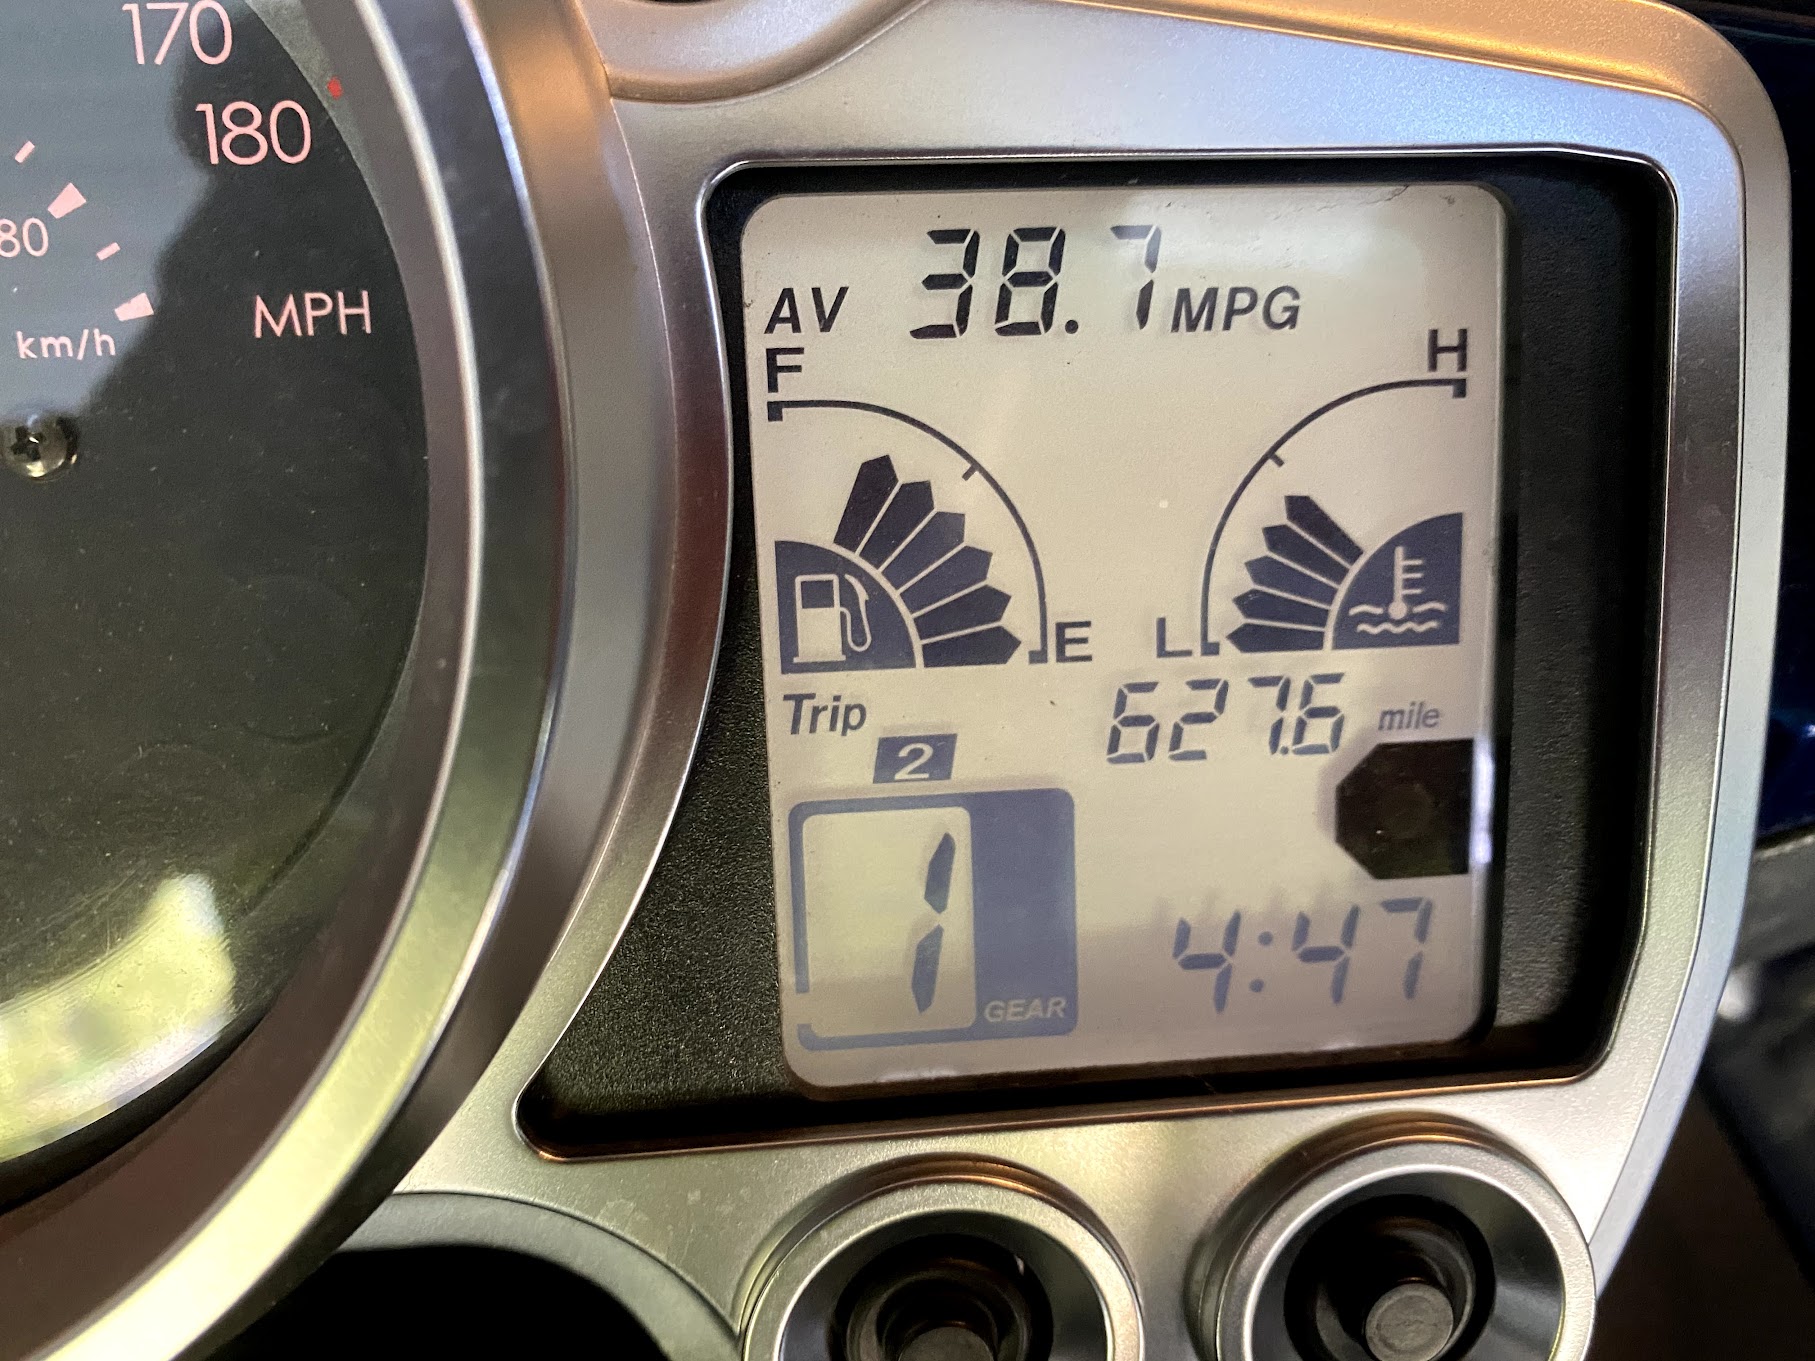 170
180
80
MPH
km/h
AV 38.7 MPG
F
H
E
L
Trip 627.6 mile
2
1
GEAR
4:47